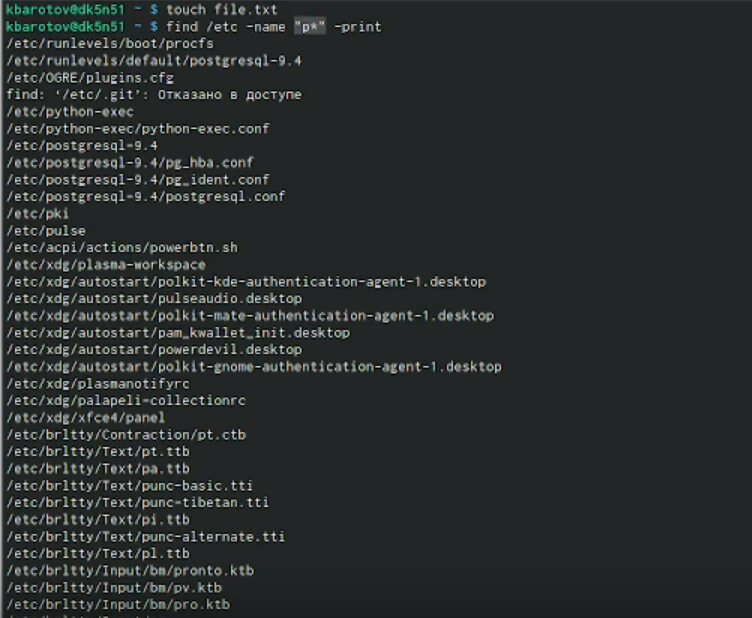 kbarotov@dk5n51 ~ $ touch file.txt
kbarotov@dk5n51 ~ $ find /etc -name "p*" -print
/etc/runlevels/boot/procfs
/etc/runlevels/default/postgresql-9.4
/etc/OGRE/plugins.cfg
find: ‘/etc/.git’: Отказано в доступе
/etc/python-exec
/etc/python-exec/python-exec.conf
/etc/postgresql-9.4
/etc/postgresql-9.4/pg_hba.conf
/etc/postgresql-9.4/pg_ident.conf
/etc/postgresql-9.4/postgresql.conf
/etc/pki
/etc/pulse
/etc/acpi/actions/powerbtn.sh
/etc/xdg/plasma-workspace
/etc/xdg/autostart/polkit-kde-authentication-agent-1.desktop
/etc/xdg/autostart/pulseaudio.desktop
/etc/xdg/autostart/polkit-mate-authentication-agent-1.desktop
/etc/xdg/autostart/pam_kwallet_init.desktop
/etc/xdg/autostart/powerdevil.desktop
/etc/xdg/autostart/polkit-gnome-authentication-agent-1.desktop
/etc/xdg/plasmanotifyrc
/etc/xdg/palapeli-collectionrc
/etc/xdg/xfce4/panel
/etc/brltty/Contraction/pt.ctb
/etc/brltty/Text/pt.ttb
/etc/brltty/Text/pa.ttb
/etc/brltty/Text/punc-basic.tti
/etc/brltty/Text/punc-tibetan.tti
/etc/brltty/Text/pi.ttb
/etc/brltty/Text/punc-alternate.tti
/etc/brltty/Text/pl.ttb
/etc/brltty/Input/bm/pronto.ktb
/etc/brltty/Input/bm/pv.ktb
/etc/brltty/Input/bm/pro.ktb